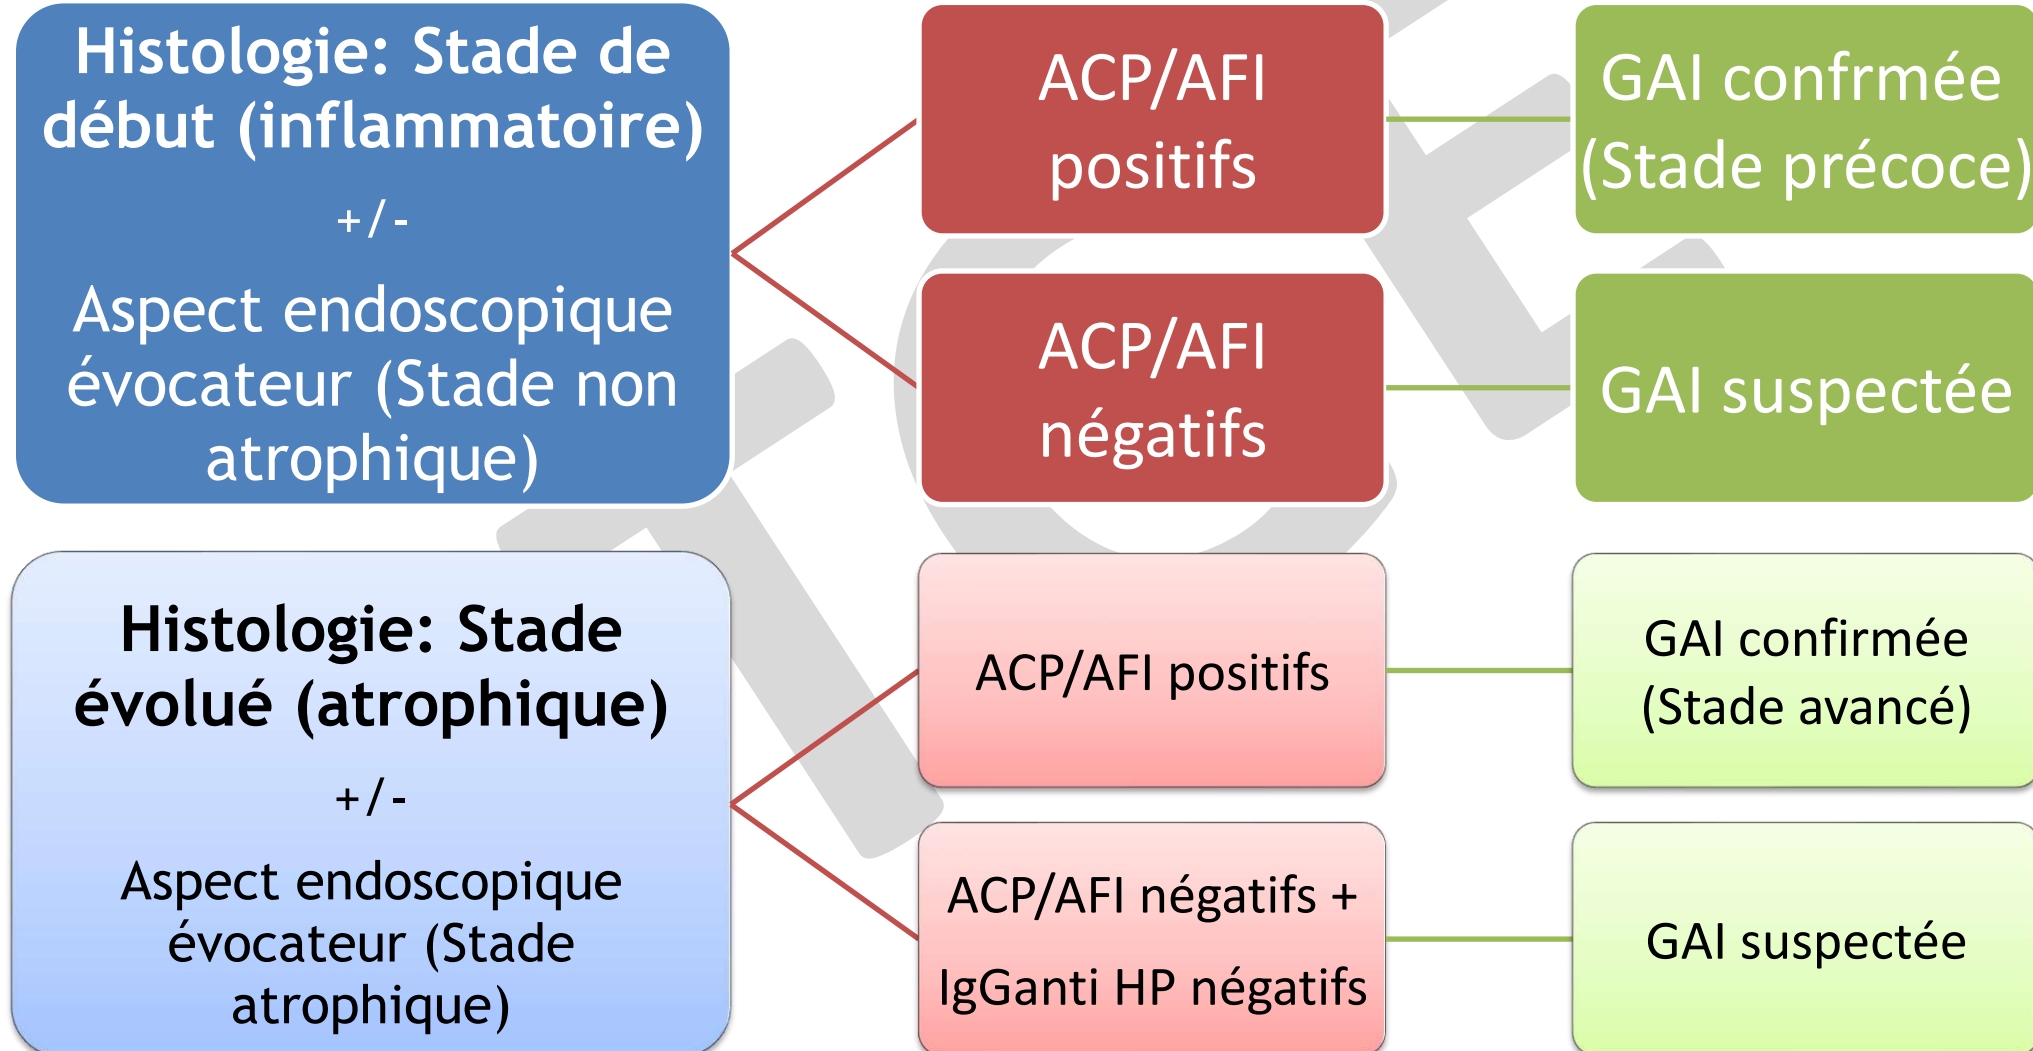 Histologie: Stade de
début (inflammatoire)
+/-
Aspect endoscopique
évocateur (Stade non
atrophique)
ACP/AFI
positifs
GAI confrmée
(Stade précoce)
ACP/AFI
négatifs
GAI suspectée
Histologie: Stade
évolué (atrophique)
+/-
Aspect endoscopique
évocateur (Stade
atrophique)
ACP/AFI positifs
GAI confirmée
(Stade avancé)
ACP/AFI négatifs +
IgGanti HP négatifs
GAI suspectée